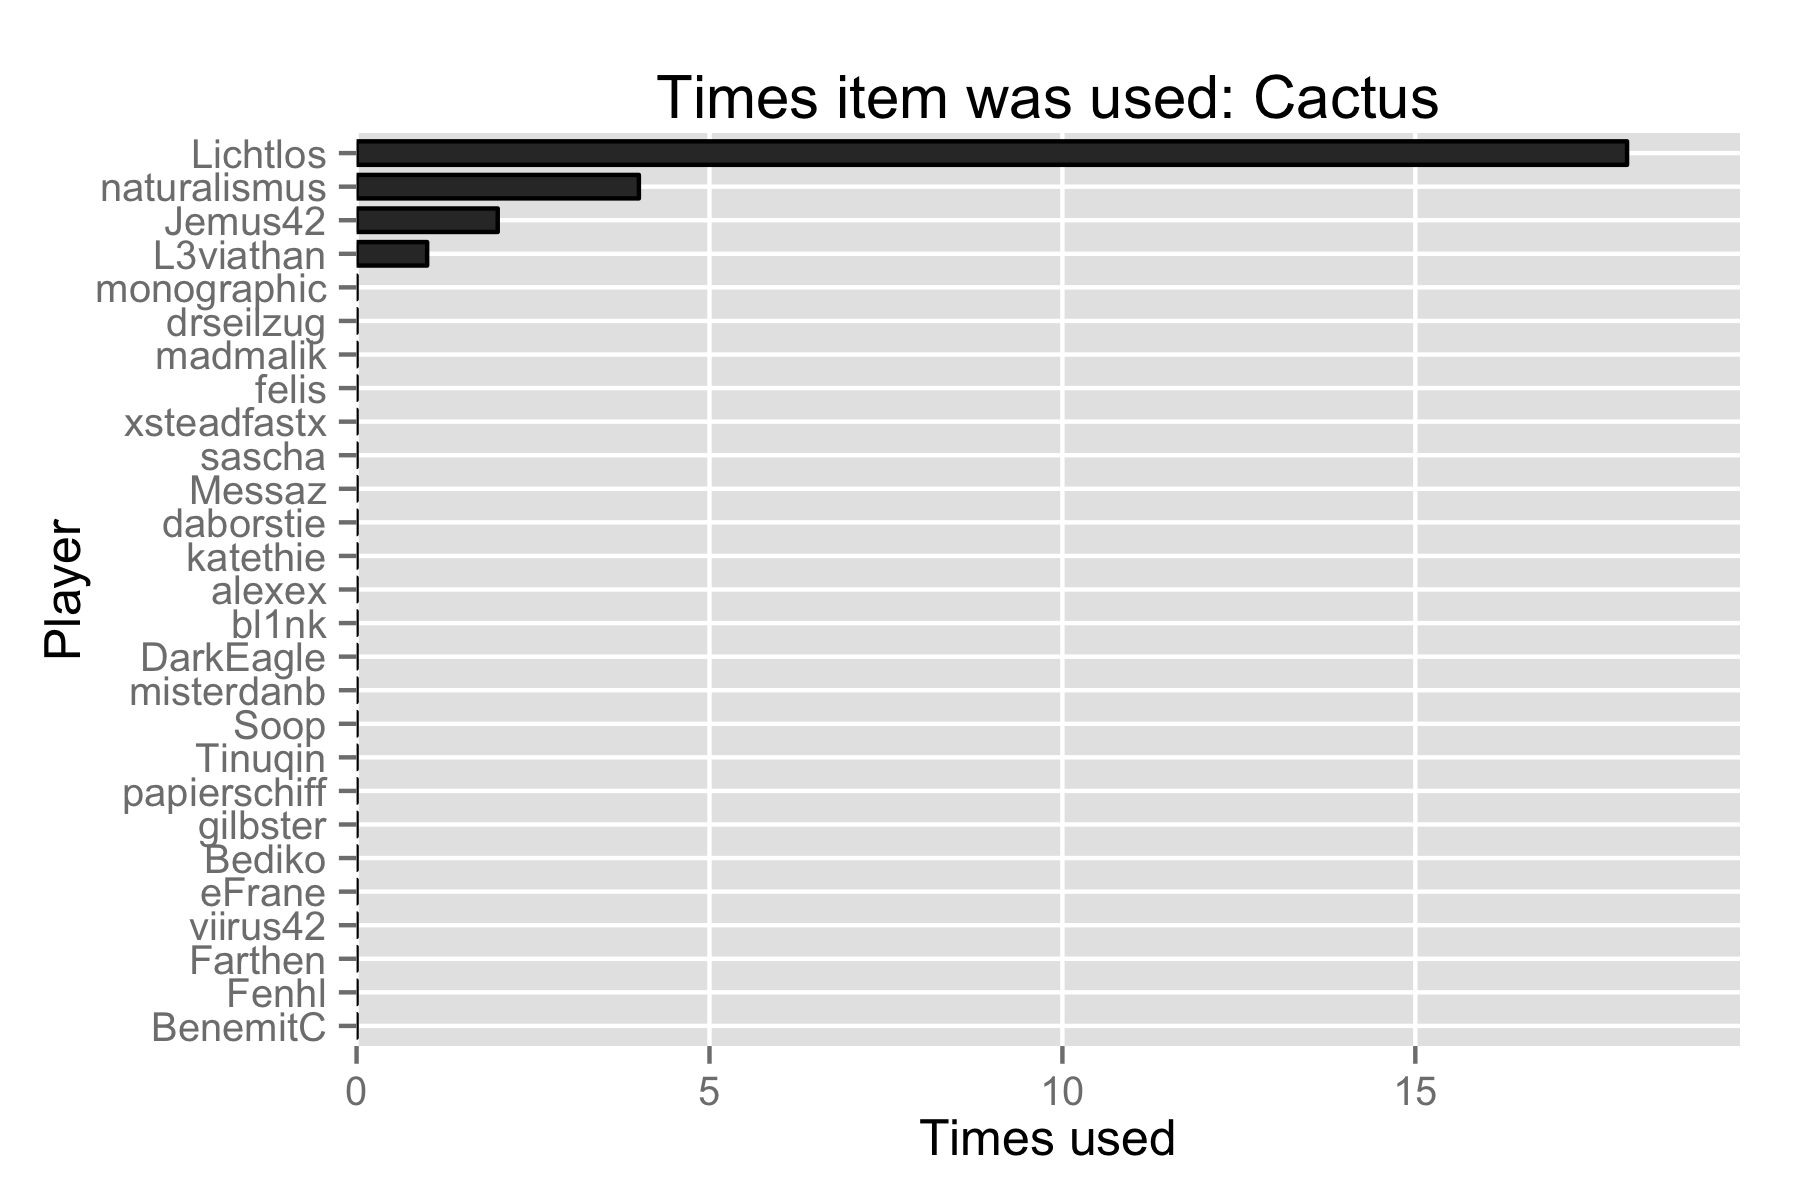 Times item was used: Cactus
Lichtlos
naturalismus
Jemus42
L3viathan
monographic
drseilzug
madmalik
felis
xsteadfastx
sascha
Messaz
daborstie
katethie
alexex
bl1nk
DarkEagle
misterdanb
Soop
Tinuqin
papierschiff
gilbster
Bediko
eFrane
viirus42
Farthen
Fenhl
BenemitC
Player
0 5 10 15
Times used